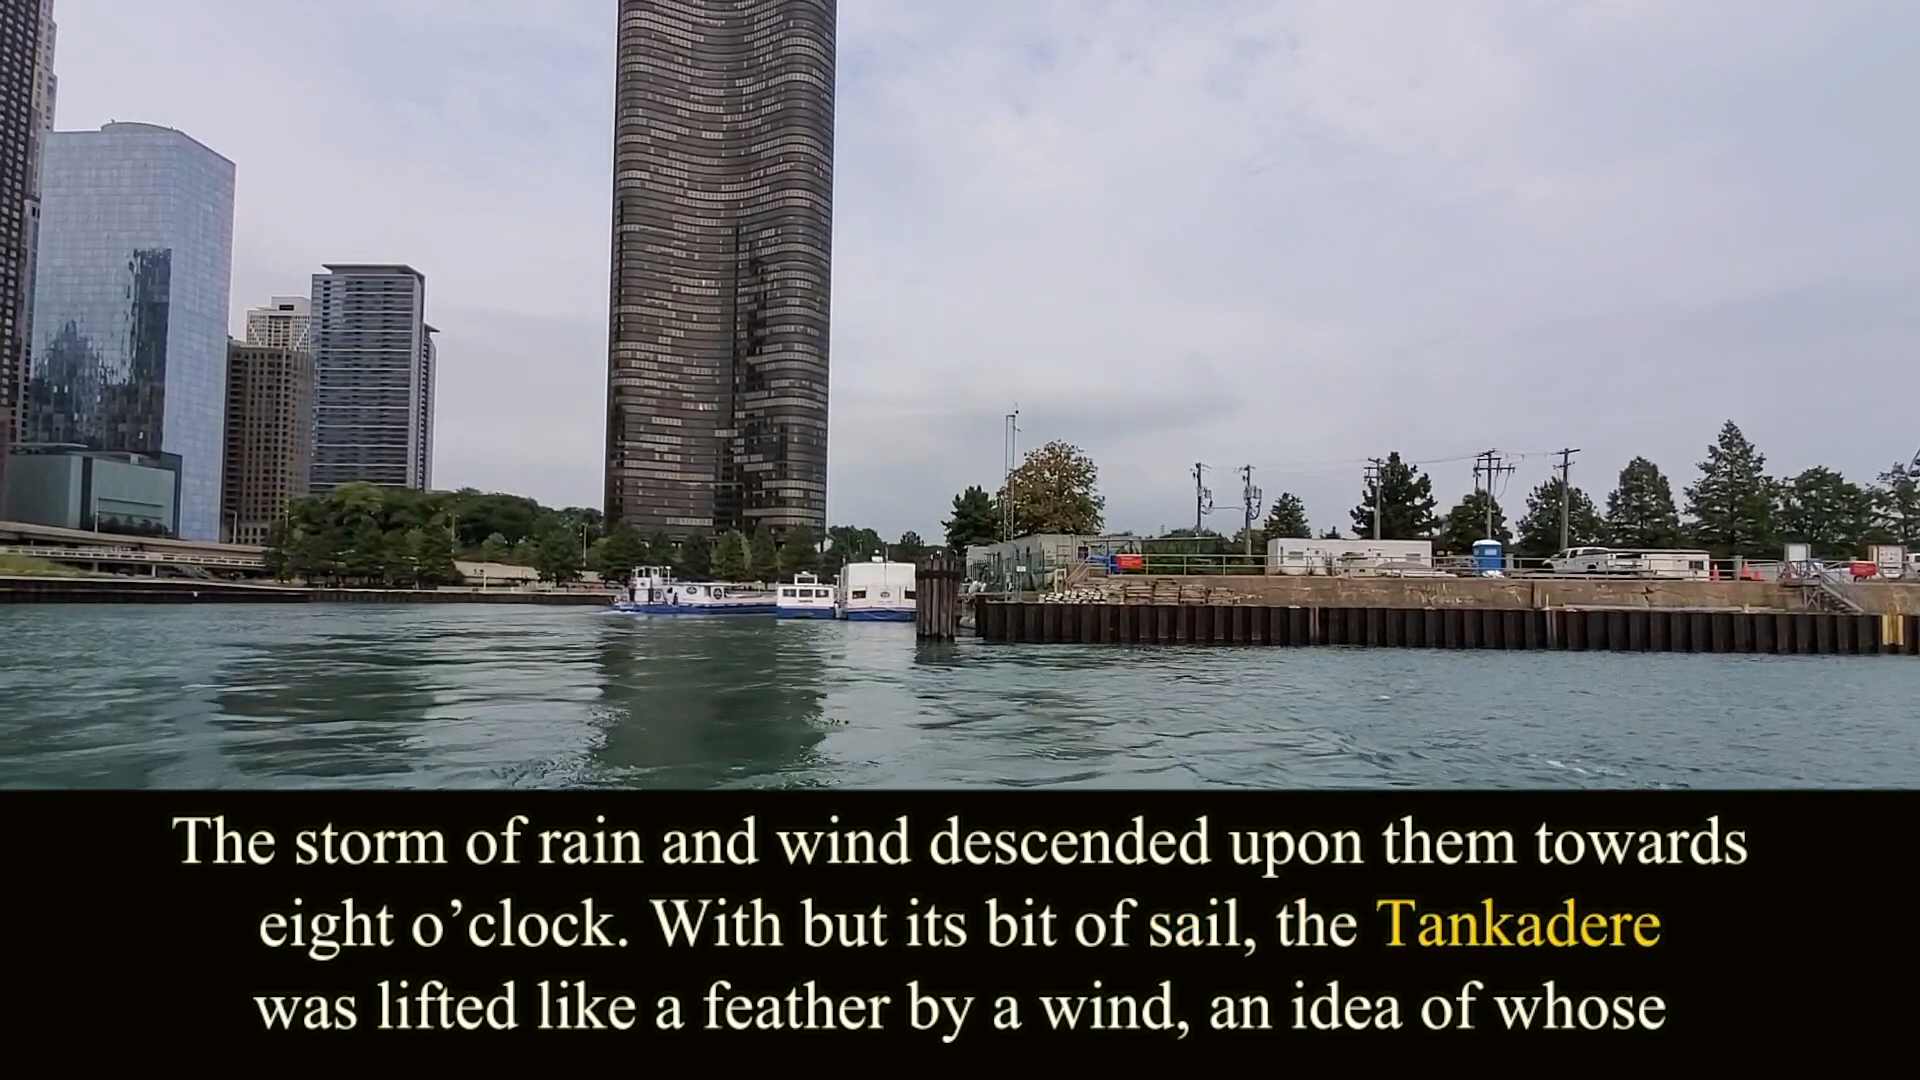 The storm of rain and wind descended upon them towards
eight o’clock. With but its bit of sail, the Tankadere
was lifted like a feather by a wind, an idea of whose